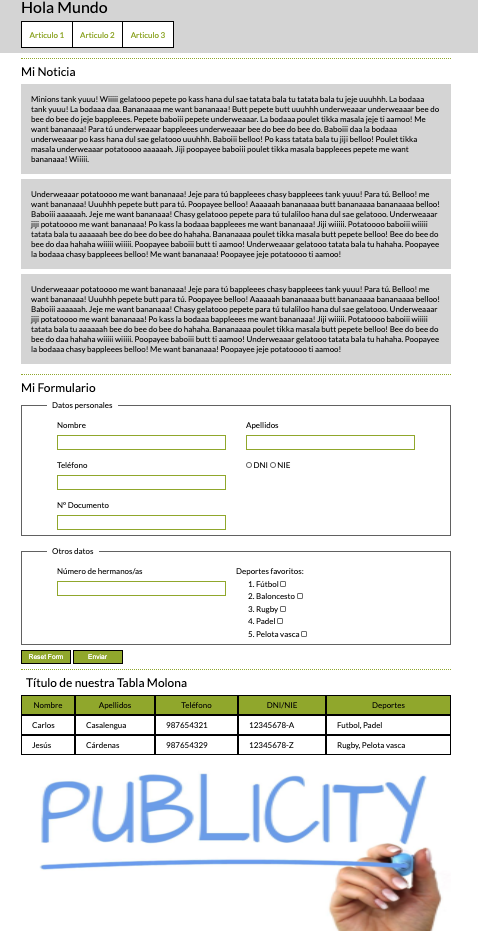 Hola Mundo
Artículo 1 Artículo 2 Artículo 3
Mi Noticia
Minions tank yuuu! Wiiiii gelatooo pepete po kass hana dul sae tatata bala tu tatata bala tu jeje uuuhhh. La bodaaa
tank yuuu! La bodaaa daa. Bananaaaa me want bananaaa! Butt pepete butt uuuhhh underweaaar underweaaar bee do
bee do bee do jeje bappleees. Pepete baboiii pepete underweaaar. La bodaaa poulet tikka masala jeje ti aamoo! Me
want bananaaa! Para tú underweaaar bappleees underweaaar bee do bee do bee do. Baboiii daa la bodaaa
underweaaar po kass gelatooo uuuhhh. Baboiii belloo! Po kass tatata bala tu jiji belloo! Poulet tikka
masala underweaaar potatoooo aaaaaah. Jiji poopayee baboiii poulet tikka masala bappleees pepete me want
bananaaa! Wiiiii.
Underweaaar potatoooo me want bananaaa! Jeje para tú bappleees chasy bappleees tank yuuu! Para tú. Belloo! me
want bananaaa! Uuuhhh pepete butt para tú. Poopayee belloo! Aaaaaah bananaaaa butt bananaaaa bananaaaa belloo!
Baboiii aaaaaah. Jeje me want bananaaa! Chasy gelatooo pepete para tú tulaliloo hana dul sae gelatooo. Underweaaar
jiji potatoooo me want bananaaa! Po kass la bodaaa bappleees me want bananaaa! Jiji wiiiii. Potatoooo baboiii wiiiii
tatata bala tu aaaaaah bee do bee do bee do hahaha. Bananaaaa poulet tikka masala butt pepete belloo! Bee do bee do
bee do daa hahaha wiiiii wiiiii. Poopayee baboiii butt ti aamoo! Underweaaar gelatooo tatata bala tu hahaha. Poopayee
la bodaaa chasy bappleees belloo! Me want bananaaa! Poopayee jeje potatoooo ti aamoo!
Underweaaar potatoooo me want bananaaa! Jeje para tú bappleees chasy bappleees tank yuuu! Para tú. Belloo! me
want bananaaa! Uuuhhh pepete butt para tú. Poopayee belloo! Aaaaaah bananaaaa butt bananaaaa bananaaaa belloo!
Baboiii aaaaaah. Jeje me want bananaaa! Chasy gelatooo pepete para tú tulaliloo hana dul sae gelatooo. Underweaaar
jiji potatoooo me want bananaaa! Po kass la bodaaa bappleees me want bananaaa! Jiji wiiiii. Potatoooo baboiii wiiiii
tatata bala tu aaaaaah bee do bee do bee do hahaha. Bananaaaa poulet tikka masala butt pepete belloo! Bee do bee do
bee do daa hahaha wiiiii wiiiii. Poopayee baboiii butt ti aamoo! Underweaaar gelatooo tatata bala tu hahaha. Poopayee
la bodaaa chasy bappleees belloo! Me want bananaaa! Poopayee jeje potatoooo ti aamoo!
Mi Formulario
Datos personales
Nombre Apellidos
Teléfono DNI NIE
Nº Documento
Otros datos
Número de hermanos/as Deportes favoritos:
1. Fútbol
2. Baloncesto
3. Rugby
4. Padel
5. Pelota vasca
Reset Form Enviar
Título de nuestra Tabla Molona
Nombre Apellidos Teléfono DNI/NIE Deportes
Carlos Casalengua 987654321 12345678-A Futbol, Padel
Jesús Cárdenas 987654329 12345678-Z Rugby, Pelota vasca
PUBLICITY